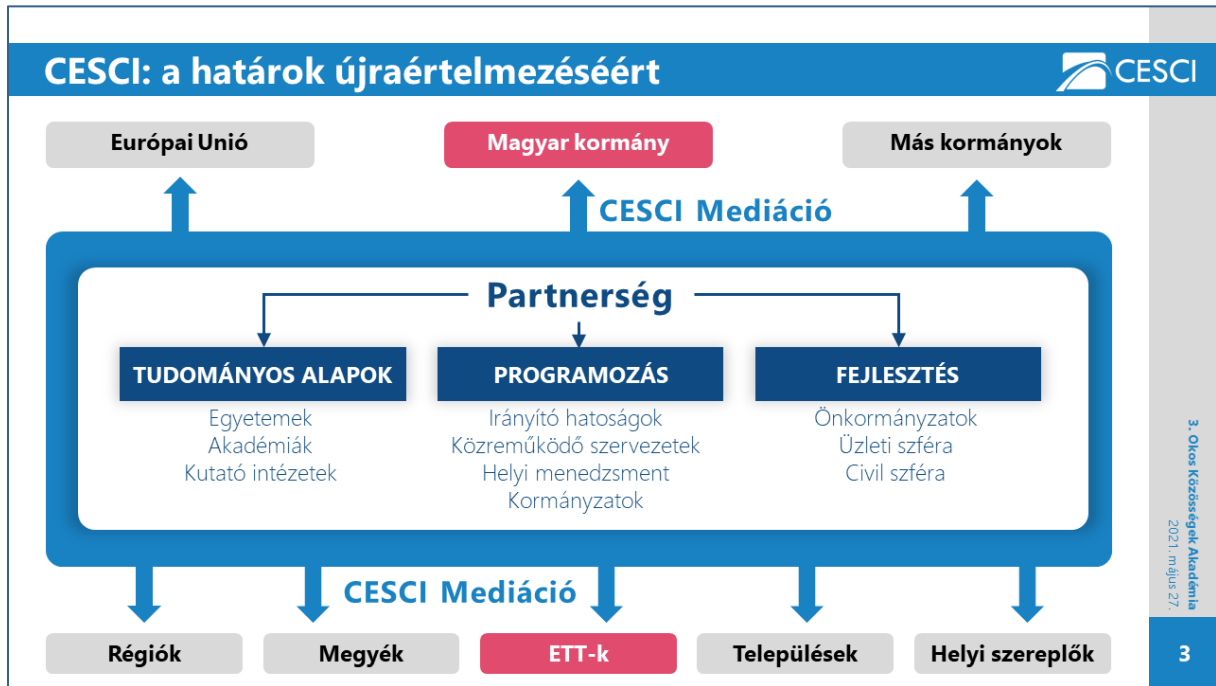 CESCI: a határok újraértelmezéséért
CESCI
Európai Unió
Magyar kormány
Más kormányok
CESCI Mediáció
Partnerség
TUDOMÁNYOS ALAPOK
Egyetemek
Akadémiák
Kutató intézetek
PROGRAMOZÁS
Irányító hatóságok
Közreműködő szervezetek
Helyi menedzsment
Kormányzatok
FEJLESZTÉS
Önkormányzatok
Üzleti szféra
Civil szféra
CESCI Mediáció
Régiók
Megyék
ETT-k
Települések
Helyi szereplők
3. Okos Közösségek Akadémia
2021. május 27.
3